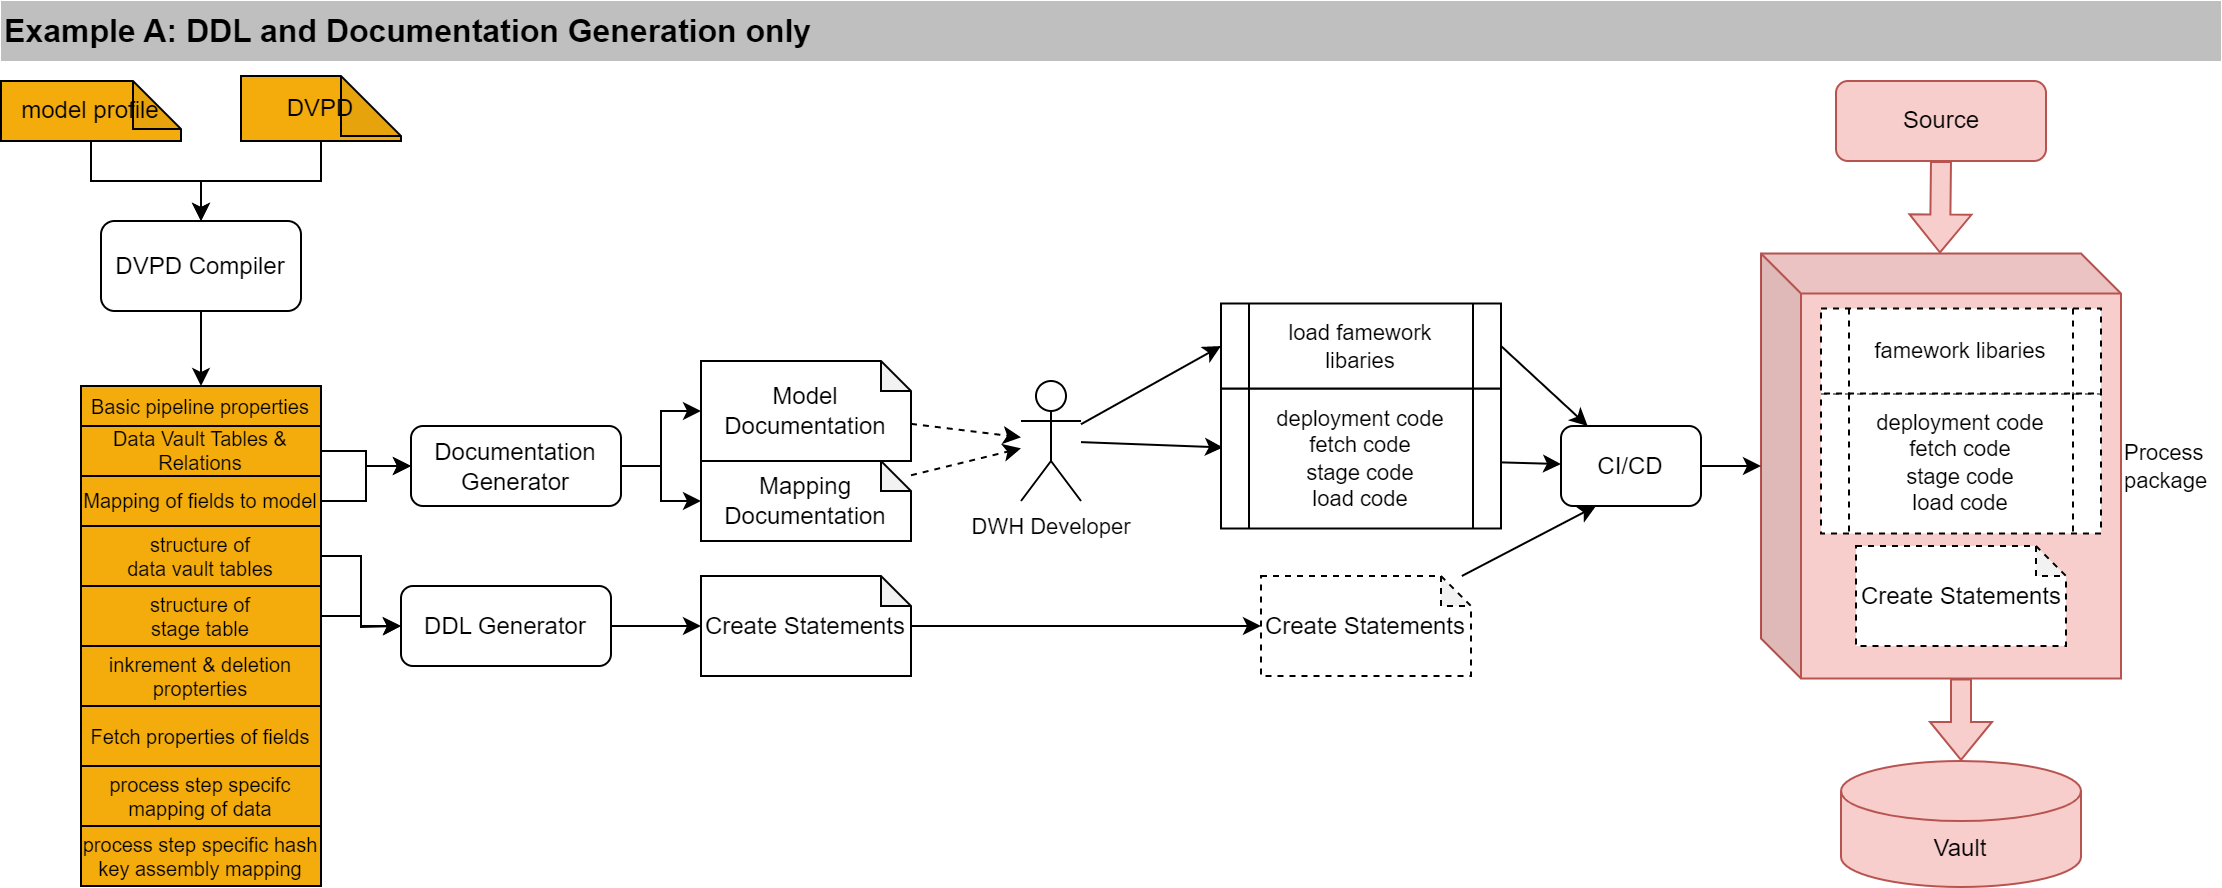 Example A: DDL and Documentation Generation only
model profile
DVPD
DVPD Compiler
Basic pipeline properties
Data Vault Tables &
Relations
Mapping of fields to model
structure of
data vault tables
structure of
stage table
inkrement & deletion
propterties
Fetch properties of fields
process step specifc
mapping of data
process step specific hash
key assembly mapping
Documentation
Generator
DDL Generator
Model
Documentation
Mapping
Documentation
Create Statements
DWH Developer
load famework
libaries
deployment code
fetch code
stage code
load code
Create Statements
CI/CD
Source
famework libaries
deployment code
fetch code
stage code
load code
Create Statements
Process
package
Vault